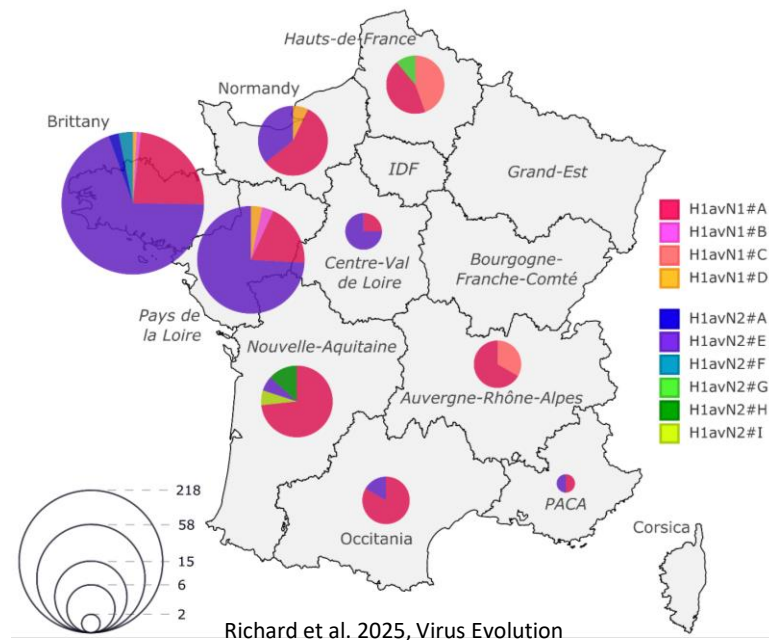 Hauts-de-France
Normandy
Brittany
IDF
Grand-Est
H1avN1#A
H1avN1#B
H1avN1#C
H1avN1#D
Centre-Val
de Loire
Bourgogne-
Franche-Comté
Pays de
la Loire
H1avN2#A
H1avN2#E
H1avN2#F
H1avN2#G
H1avN2#H
H1avN2#I
Nouvelle-Aquitaine
Auvergne-Rhône-Alpes
218
58
15
6
2
Occitania
PACA
Corsica
Richard et al. 2025, Virus Evolution